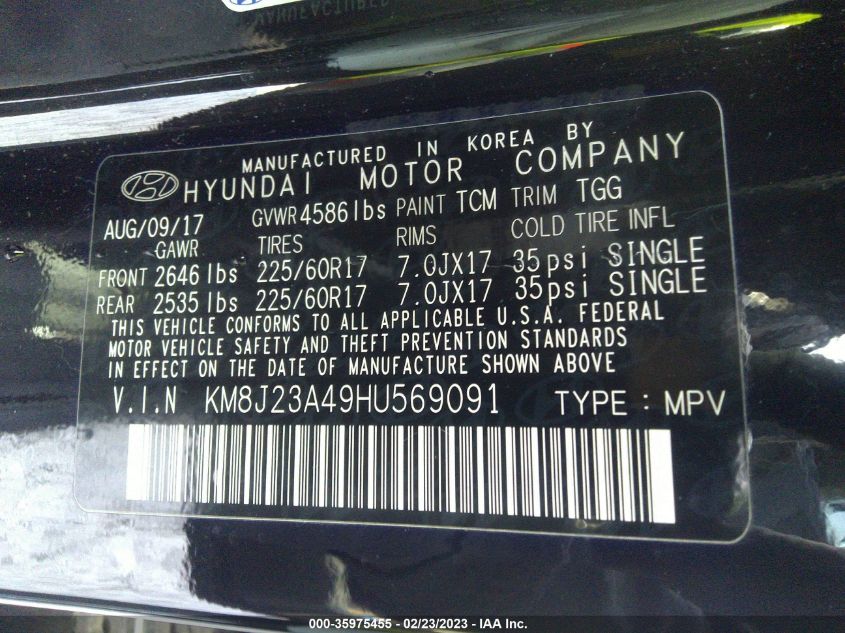 MANUFACTURED IN KOREA BY
HYUNDAI MOTOR COMPANY
AUG/09/17 GVWR 4586 lbs PAINT TCM TRIM TGG
GAWR TIRES RIMS COLD TIRE INFL
FRONT 2646 lbs 225/60R17 7.0JX17 35psi SINGLE
REAR 2535 lbs 225/60R17 7.0JX17 35psi SINGLE
THIS VEHICLE CONFORMS TO ALL APPLICABLE U.S.A. FEDERAL
MOTOR VEHICLE SAFETY AND THEFT PREVENTION STANDARDS
IN EFFECT ON THE DATE OF MANUFACTURE SHOWN ABOVE
V.I.N KM8J23A49HU569091 TYPE : MPV
000-35975455 - 02/23/2023 - © IAA Inc.